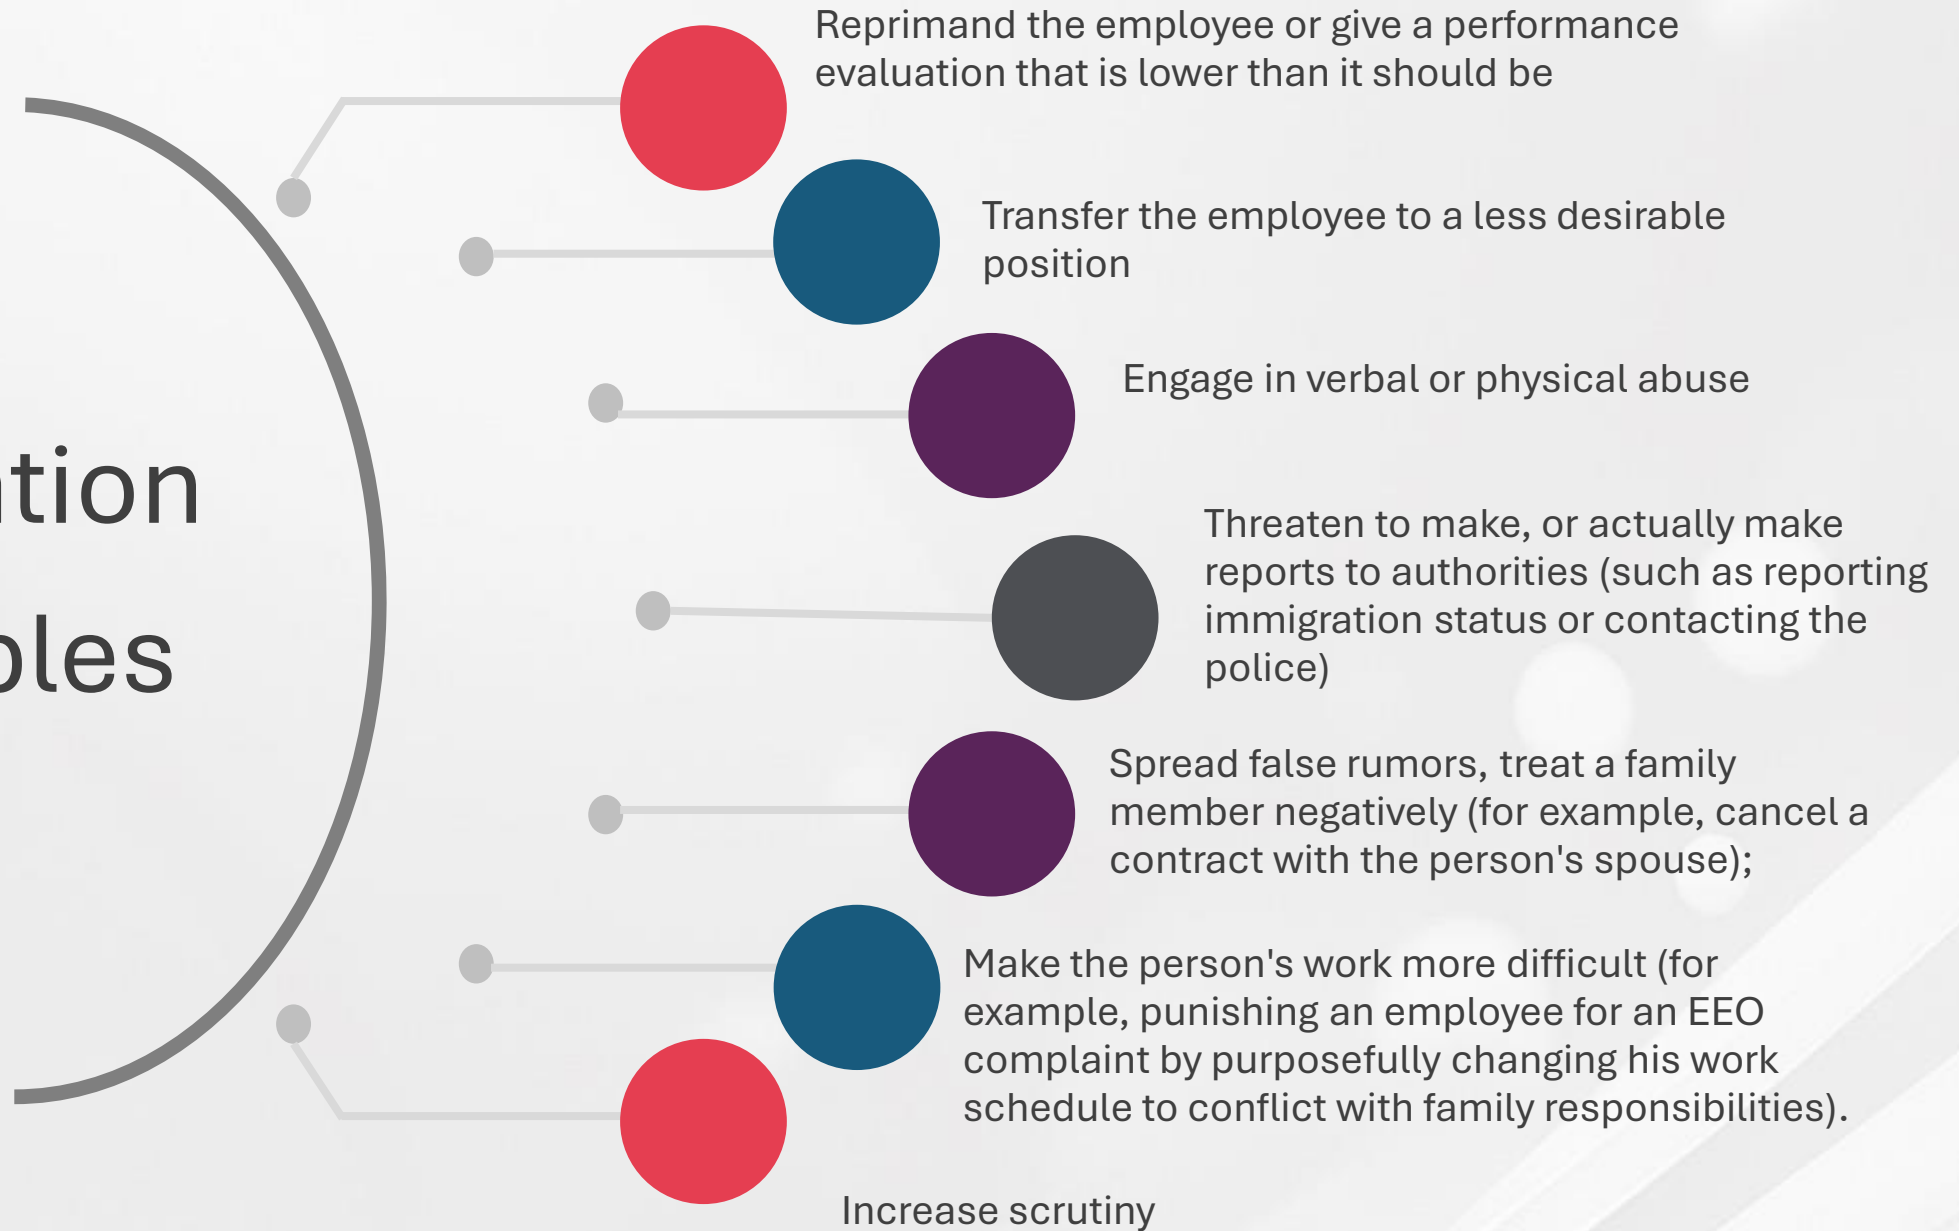 ation
ples
Reprimand the employee or give a performance
evaluation that is lower than it should be
Transfer the employee to a less desirable
position
Engage in verbal or physical abuse
Threaten to make, or actually make
reports to authorities (such as reporting
immigration status or contacting the
police)
Spread false rumors, treat a family
member negatively (for example, cancel a
contract with the person's spouse);
Make the person's work more difficult (for
example, punishing an employee for an EEO
complaint by purposefully changing his work
schedule to conflict with family responsibilities).
Increase scrutiny